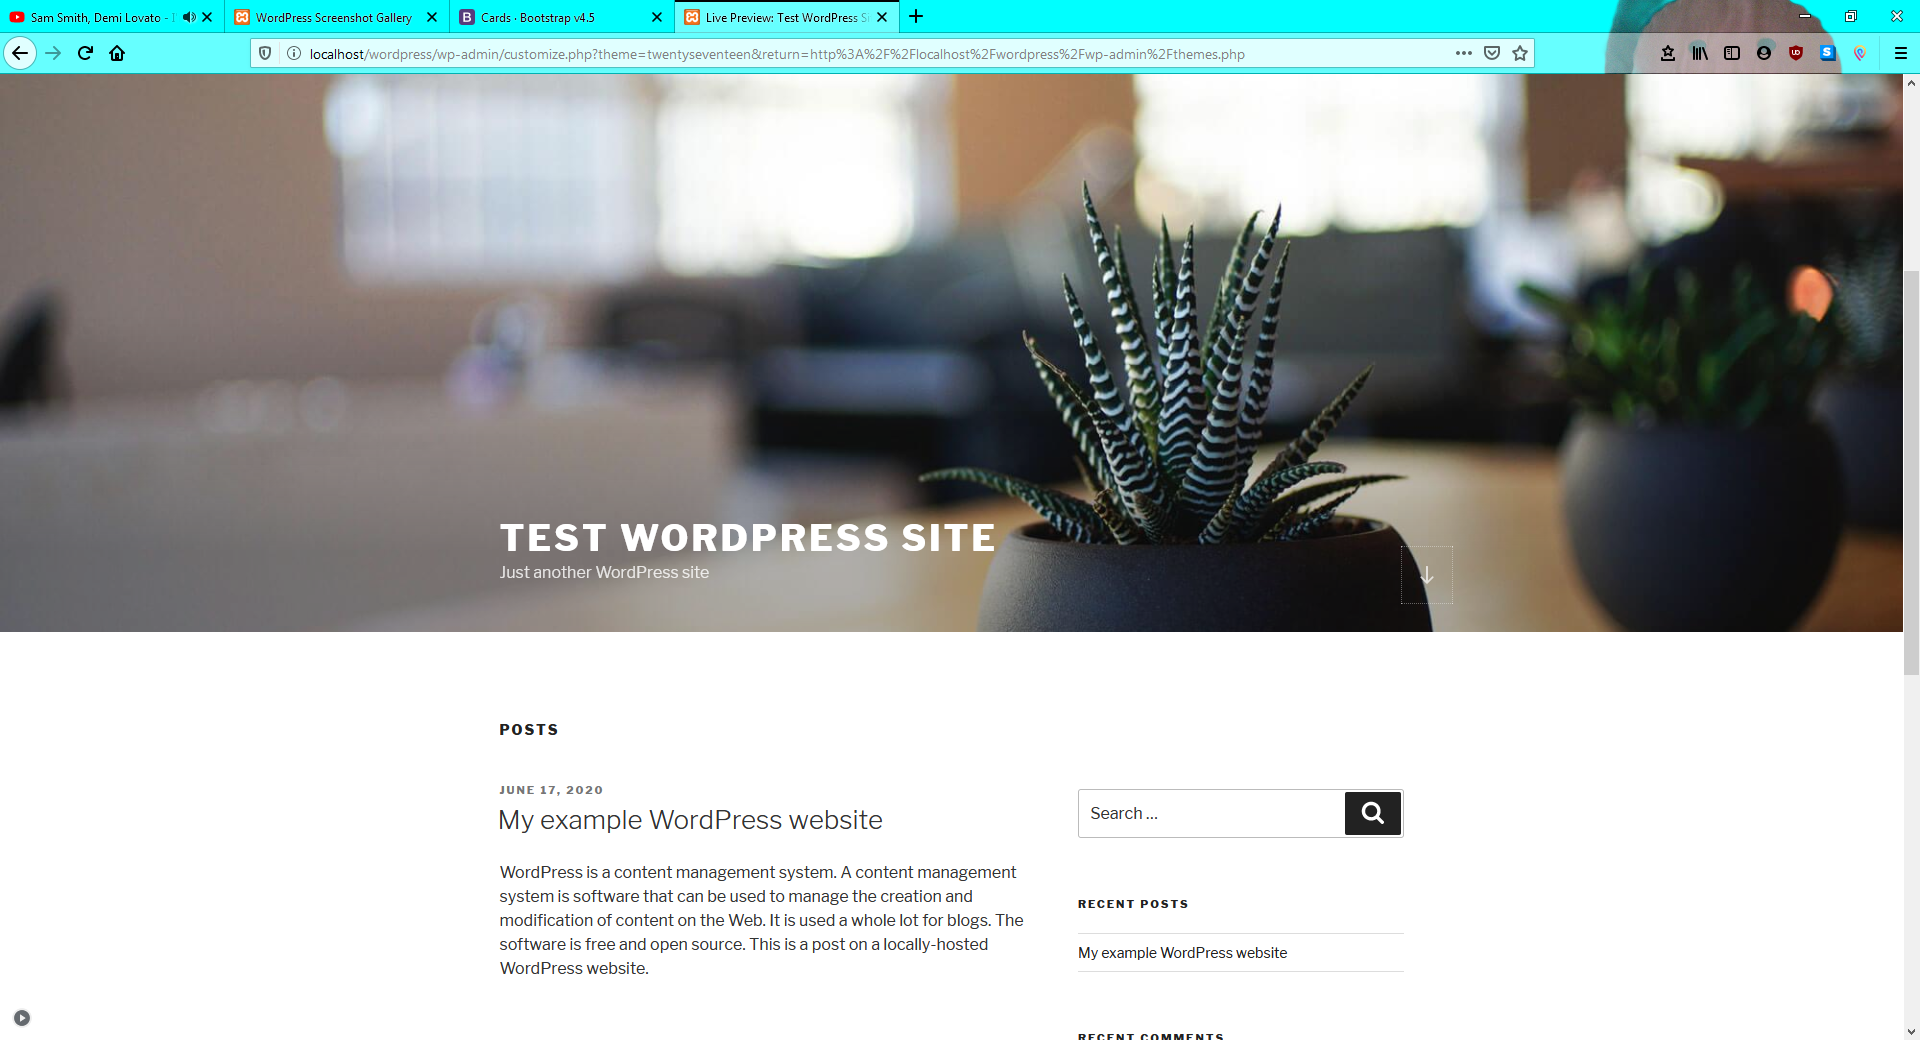 Sam Smith, Demi Lovato -
WordPress Screenshot Gallery
Cards · Bootstrap v4.5
Live Preview: Test WordPress S
localhost/wordpress/wp-admin/customize.php?theme=twentyseventeen&return=http%3A%2F%2Flocalhost%2Fwordpress%2Fwp-admin%2Fthemes.php
TEST WORDPRESS SITE
Just another WordPress site
POSTS
JUNE 17, 2020
My example WordPress website
WordPress is a content management system. A content management
system is software that can be used to manage the creation and
modification of content on the Web. It is used a whole lot for blogs. The
software is free and open source. This is a post on a locally-hosted
WordPress website.
Search …
RECENT POSTS
My example WordPress website
RECENT COMMENTS